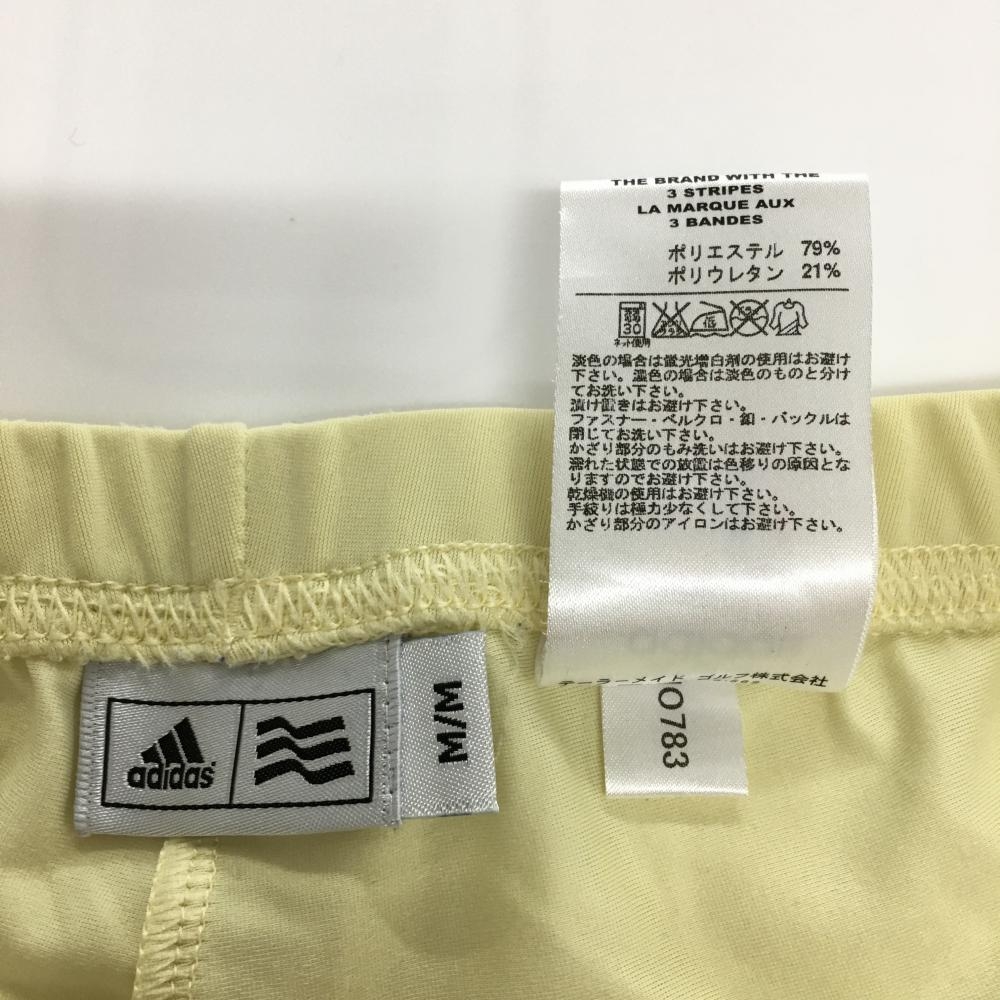 THE BRAND WITH THE
3 STRIPES
LA MARQUE AUX
3 BANDES
ポリエステル 79%
ポリウレタン 21%
30
低
ネット使用
淡色の場合は蛍光増白剤の使用はお避け
下さい。濃色の場合は淡色のものと分け
てお洗い下さい。
漬け置きはお避け下さい。
ファスナー・ベルクロ・釦・バックルは
閉じてお洗い下さい。
かざり部分のもみ洗いはお避け下さい。
濡れた状態での放置は色移りの原因とな
りますのでお避け下さい。
乾燥機の使用はお避け下さい。
手絞りは極力少なくして下さい。
かざり部分のアイロンはお避け下さい。
テーラーメイド ゴルフ株式会社
O783
adidas
M/M